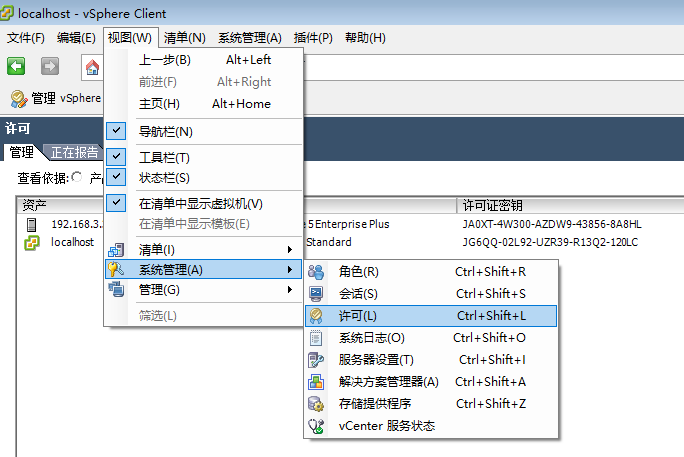 localhost - vSphere Client
文件(F) 编辑(E) 视图(W) 清单(N) 系统管理(A) 插件(P) 帮助(H)
上一步(B) Alt+Left
前进(F) Alt+Right
主页(H) Alt+Home
管理 vSphere
导航栏(N)
许可
管理 正在报告
工具栏(T)
状态栏(S)
查看依据:
在清单中显示虚拟机(V)
资产 许可证密钥
192.168.3. 5 Enterprise Plus JA0XT-4W300-AZDW9-43856-8A8HL
在清单中显示模板(E)
localhost Standard JG6QQ-02L92-UZR39-R13Q2-120LC
清单(I)
系统管理(A)
管理(G)
筛选(L)
角色(R) Ctrl+Shift+R
会话(S) Ctrl+Shift+S
许可(L) Ctrl+Shift+L
系统日志(O) Ctrl+Shift+O
服务器设置(T) Ctrl+Shift+I
解决方案管理器(A) Ctrl+Shift+A
存储提供程序 Ctrl+Shift+Z
vCenter 服务状态